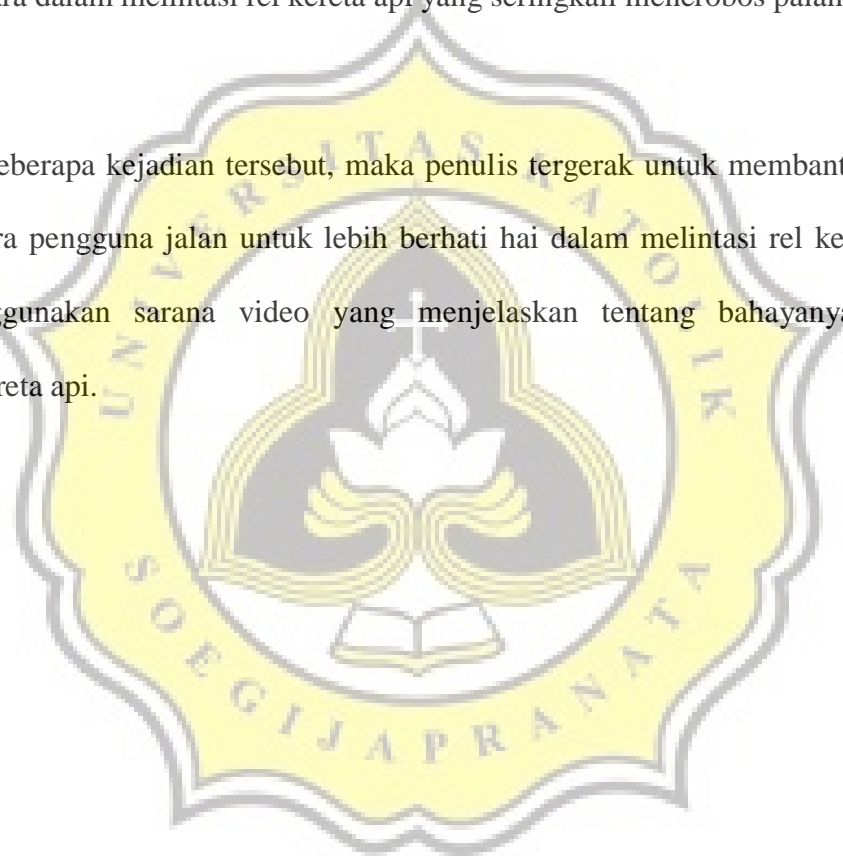 ra dalam melintasi rel kereta api yang seringkali menerobos palan
eberapa kejadian tersebut, maka penulis tergerak untuk membant
ra pengguna jalan untuk lebih berhati hai dalam melintasi rel ke
ggunakan sarana video yang menjelaskan tentang bahayanya
reta api.
UNIVERSITAS KATOLIK
SOEGIJAPRANATA